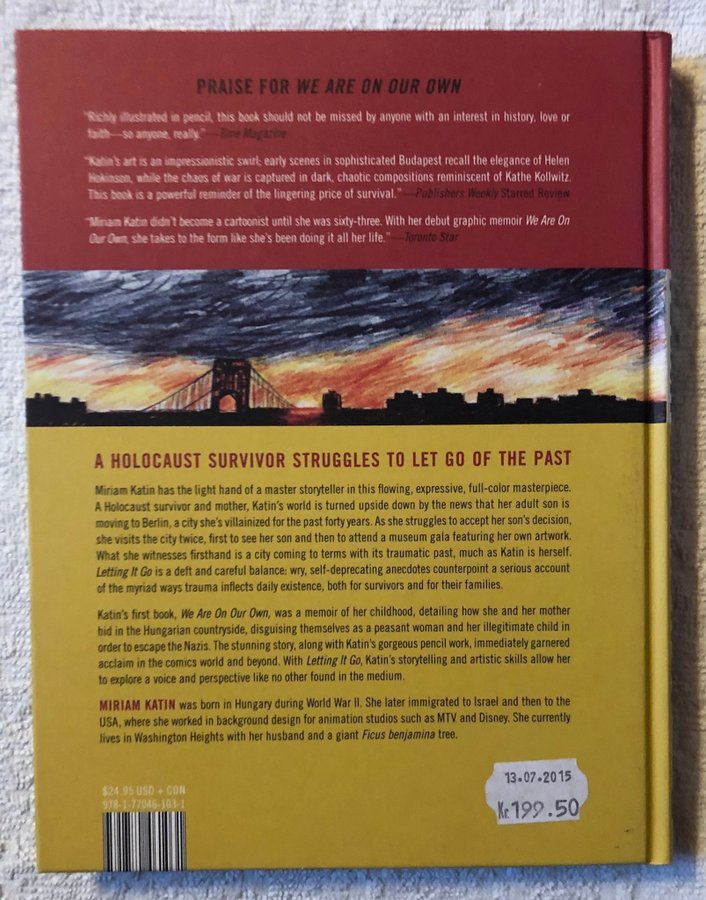 PRAISE FOR WE ARE ON OUR OWN
"Richly illustrated in pencil, this book should not be missed by anyone with an interest in history, love or
faith—so anyone, really."—Time Magazine
"Katin's art is an impressionistic swirl; early scenes in sophisticated Budapest recall the elegance of Helen
Hokinson, while the chaos of war is captured in dark, chaotic compositions reminiscent of Kathe Kollwitz.
This book is a powerful reminder of the lingering price of survival."—Publishers Weekly Starred Review
"Miriam Katin didn't become a cartoonist until she was sixty-three. With her debut graphic memoir We Are On
Our Own, she takes to the form like she's been doing it all her life."—Toronto Star
A HOLOCAUST SURVIVOR STRUGGLES TO LET GO OF THE PAST
Miriam Katin has the light hand of a master storyteller in this flowing, expressive, full-color masterpiece.
A Holocaust survivor and mother, Katin's world is turned upside down by the news that her adult son is
moving to Berlin, a city she's villainized for the past forty years. As she struggles to accept her son's decision,
she visits the city twice, first to see her son and then to attend a museum gala featuring her own artwork.
What she witnesses firsthand is a city coming to terms with its traumatic past, much as Katin is herself.
Letting It Go is a deft and careful balance: wry, self-deprecating anecdotes counterpoint a serious account
of the myriad ways trauma inflects daily existence, both for survivors and for their families.
Katin's first book, We Are On Our Own, was a memoir of her childhood, detailing how she and her mother
hid in the Hungarian countryside, disguising themselves as a peasant woman and her illegitimate child in
order to escape the Nazis. The stunning story, along with Katin's gorgeous pencil work, immediately garnered
acclaim in the comics world and beyond. With Letting It Go, Katin's storytelling and artistic skills allow her
to explore a voice and perspective like no other found in the medium.
MIRIAM KATIN was born in Hungary during World War II. She later immigrated to Israel and then to the
USA, where she worked in background design for animation studios such as MTV and Disney. She currently
lives in Washington Heights with her husband and a giant Ficus benjamina tree.
$24.95 USD + CDN
978-1-77046-103-1
13.07.2015
Kr. 199.50